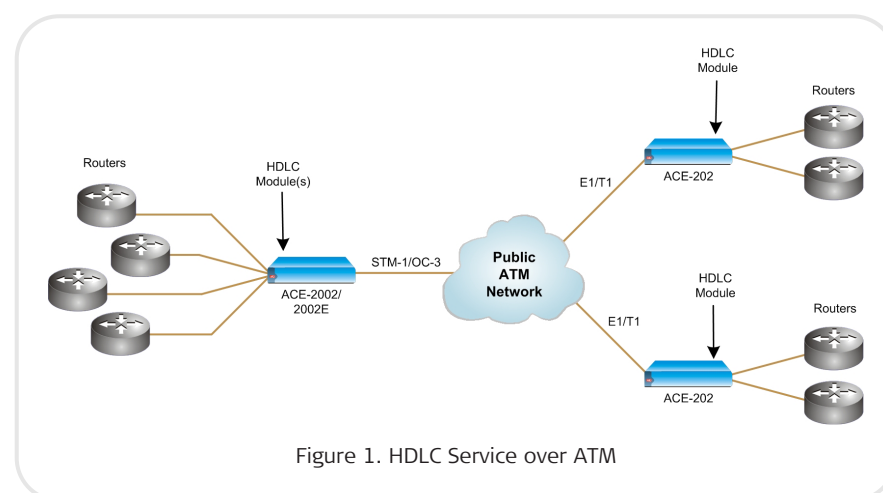 HDLC
Module
Routers
ACE-202
E1/T1
Routers
HDLC
Module(s)
STM-1/OC-3
ACE-2002/
2002E
Public
ATM
Network
HDLC
Module
Routers
E1/T1
ACE-202
Figure 1. HDLC Service over ATM